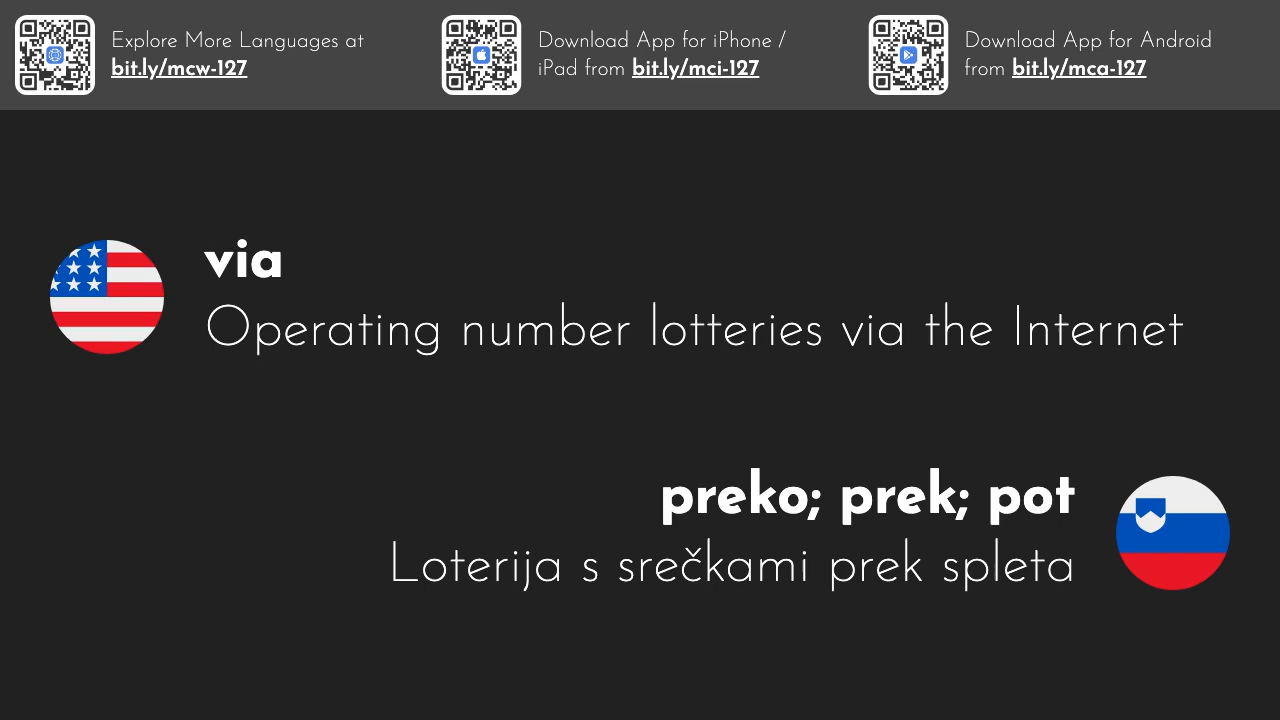 Explore More Languages at
bit.ly/mcw-127
Download App for iPhone /
iPad from bit.ly/mci-127
Download App for Android
from bit.ly/mca-127
via
Operating number lotteries via the Internet
preko; prek; pot
Loterija s srečkami prek spleta